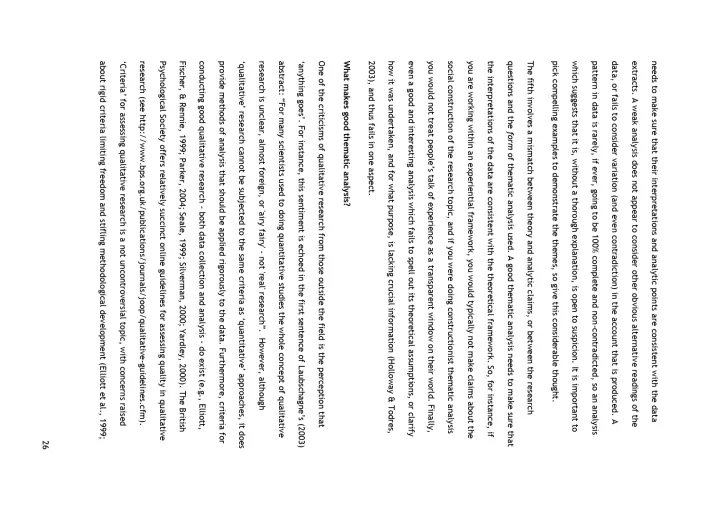 needs to make sure that their interpretations and analytic points are consistent with the data
extracts. A weak analysis does not appear to consider other obvious alternative readings of the
data, or fails to consider variation (and even contradiction) in the account that is produced. A
pattern in data is rarely, if ever, going to be 100% complete and non-contradicted, so an analysis
which suggests that it is, without a thorough explanation, is open to suspicion. It is important to
pick compelling examples to demonstrate the themes, so give this considerable thought.
The fifth involves a mismatch between theory and analytic claims, or between the research
questions and the form of thematic analysis used. A good thematic analysis needs to make sure that
the interpretations of the data are consistent with the theoretical framework. So, for instance, if
you are working within an experiential framework, you would typically not make claims about the
social construction of the research topic, and if you were doing constructionist thematic analysis
you would not treat people's talk of experience as a transparent window on their world. Finally,
even a good and interesting analysis which fails to spell out its theoretical assumptions, or clarify
how it was undertaken, and for what purpose, is lacking crucial information (Holloway & Todres,
2003), and thus fails in one aspect.
What makes good thematic analysis?
One of the criticisms of qualitative research from those outside the field is the perception that
'anything goes'. For instance, this sentiment is echoed in the first sentence of Laubschagne's (2003)
abstract: "For many scientists used to doing quantitative studies the whole concept of qualitative
research is unclear, almost foreign, or 'airy fairy' - not 'real' research". However, although
'qualitative' research cannot be subjected to the same criteria as 'quantitative' approaches, it does
provide methods of analysis that should be applied rigorously to the data. Furthermore, criteria for
conducting good qualitative research - both data collection and analysis - do exist (e.g., Elliott,
Fischer, & Rennie, 1999; Parker, 2004; Seale, 1999; Silverman, 2000; Yardley, 2000). The British
Psychological Society offers relatively succinct online guidelines for assessing quality in qualitative
research (see http://www.bps.org.uk/publications/journals/joop/qualitative-guidelines.cfm).
'Criteria' for assessing qualitative research is a not uncontroversial topic, with concerns raised
about rigid criteria limiting freedom and stifling methodological development (Elliott et al., 1999;
26